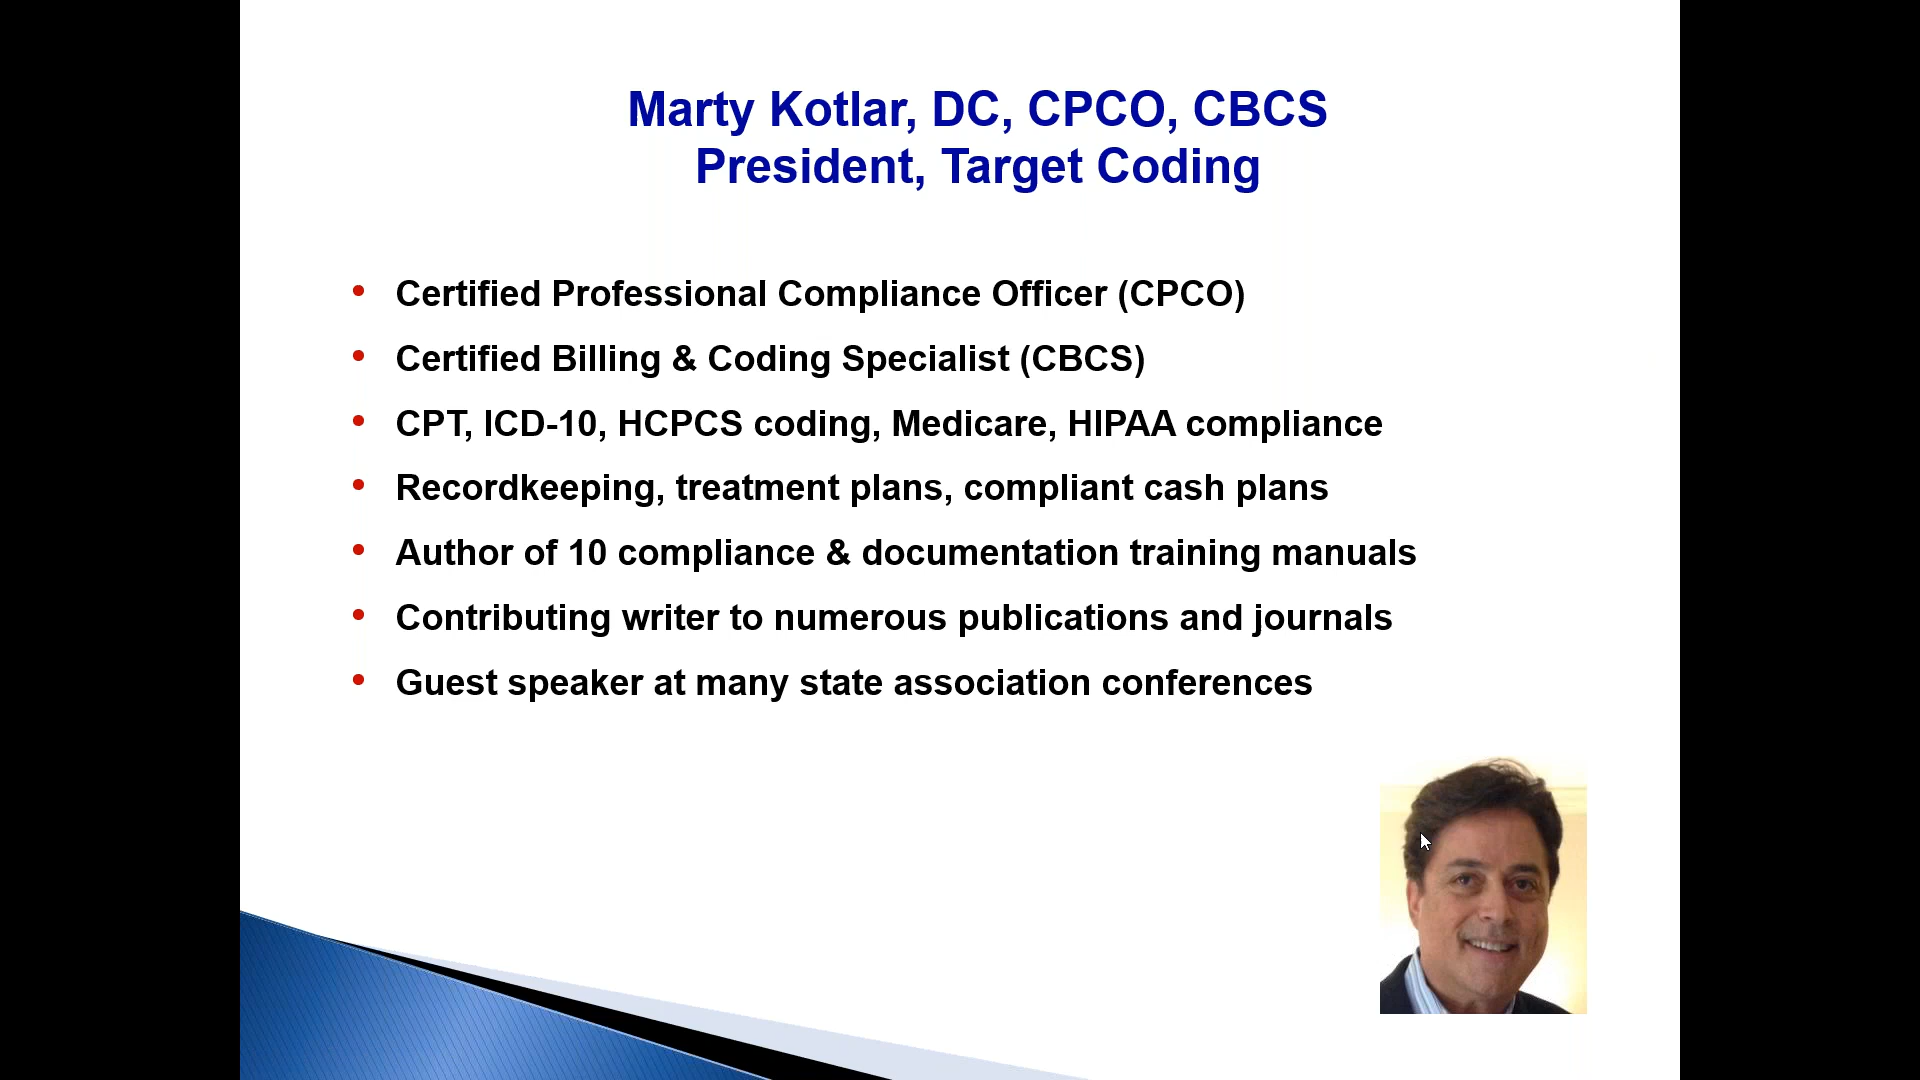 Marty Kotlar, DC, CPCO, CBCS
President, Target Coding
• Certified Professional Compliance Officer (CPCO)
• Certified Billing & Coding Specialist (CBCS)
• CPT, ICD-10, HCPCS coding, Medicare, HIPAA compliance
• Recordkeeping, treatment plans, compliant cash plans
• Author of 10 compliance & documentation training manuals
• Contributing writer to numerous publications and journals
• Guest speaker at many state association conferences